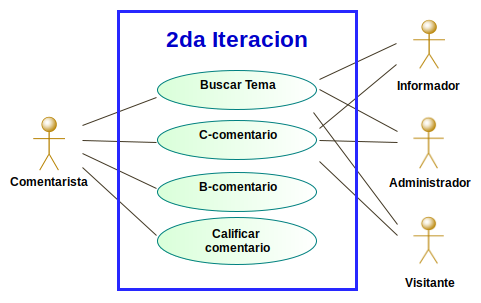 2da Iteracion
Buscar Tema
C-comentario
B-comentario
Calificar
comentario
Comentarista
Informador
Administrador
Visitante